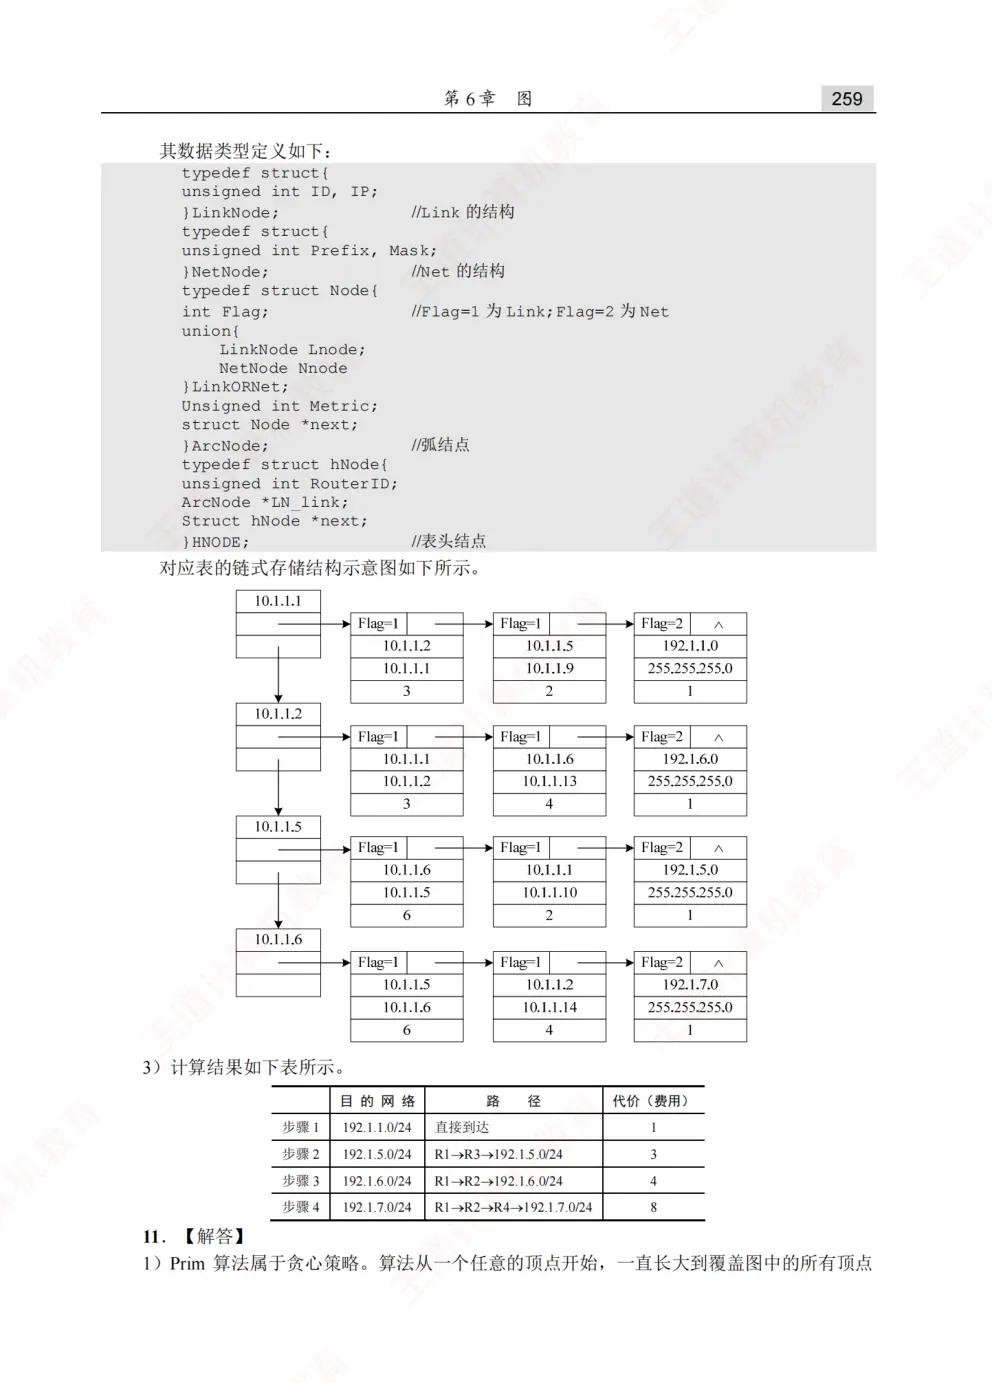 第 6 章 图
259
其数据类型定义如下：
typedef struct{
unsigned int ID, IP;
}LinkNode; //Link 的结构
typedef struct{
unsigned int Prefix, Mask;
}NetNode; //Net 的结构
typedef struct Node{
int Flag; //Flag=1 为 Link;Flag=2 为 Net
union{
LinkNode Lnode;
NetNode Nnode
}LinkORNet;
Unsigned int Metric;
struct Node *next;
}ArcNode; //弧结点
typedef struct hNode{
unsigned int RouterID;
ArcNode *LN_link;
Struct hNode *next;
}HNODE; //表头结点
对应表的链式存储结构示意图如下所示。
10.1.1.1
Flag=1 Flag=1 Flag=2 ∧
10.1.1.2 10.1.1.5 192.1.1.0
10.1.1.1 10.1.1.9 255.255.255.0
3 2 1
10.1.1.2
Flag=1 Flag=1 Flag=2 ∧
10.1.1.1 10.1.1.6 192.1.6.0
10.1.1.2 10.1.1.13 255.255.255.0
3 4 1
10.1.1.5
Flag=1 Flag=1 Flag=2 ∧
10.1.1.6 10.1.1.1 192.1.5.0
10.1.1.5 10.1.1.10 255.255.255.0
6 2 1
10.1.1.6
Flag=1 Flag=1 Flag=2 ∧
10.1.1.5 10.1.1.2 192.1.7.0
10.1.1.6 10.1.1.14 255.255.255.0
6 4 1
3）计算结果如下表所示。
目的网络 路径 代价（费用）
步骤 1 192.1.1.0/24 直接到达 1
步骤 2 192.1.5.0/24 R1→R3→192.1.5.0/24 3
步骤 3 192.1.6.0/24 R1→R2→192.1.6.0/24 4
步骤 4 192.1.7.0/24 R1→R2→R4→192.1.7.0/24 8
11．【解答】
1）Prim 算法属于贪心策略。算法从一个任意的顶点开始，一直长大到覆盖图中的所有顶点
王道计算机教育